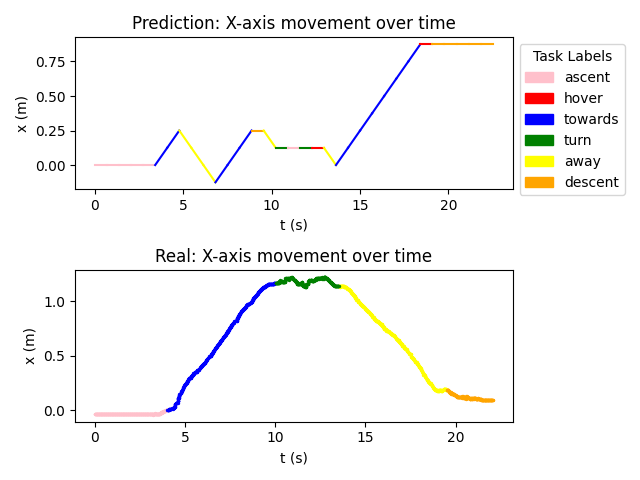 Prediction: X-axis movement over time
x (m)
0.75
0.50
0.25
0.00
0 5 10 15 20
t (s)
Task Labels
ascent
hover
towards
turn
away
descent
Real: X-axis movement over time
x (m)
1.0
0.5
0.0
0 5 10 15 20
t (s)